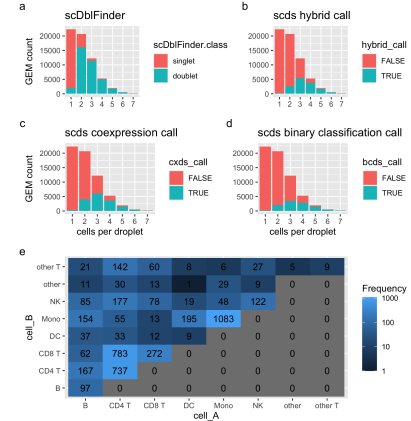 a
scDblFinder
GEM count
20000
15000
10000
5000
0
1 2 3 4 5 6 7
scDblFinder.class
singlet
doublet
b
scds hybrid call
20000
15000
10000
5000
0
1 2 3 4 5 6 7
hybrid_call
FALSE
TRUE
c
scds coexpression call
GEM count
20000
15000
10000
5000
0
1 2 3 4 5 6 7
cells per droplet
cxds_call
FALSE
TRUE
d
scds binary classification call
20000
15000
10000
5000
0
1 2 3 4 5 6 7
cells per droplet
bcds_call
FALSE
TRUE
e
cell_B
other T 21 142 60 8 6 27 5 9
other 11 30 13 1 29 9 0 0
NK 85 177 78 19 48 122 0 0
Mono 154 55 13 195 1083 0 0 0
DC 37 33 12 9 0 0 0 0
CD8 T 62 783 272 0 0 0 0 0
CD4 T 167 737 0 0 0 0 0 0
B 97 0 0 0 0 0 0 0
B CD4 T CD8 T DC Mono NK other other T
cell_A
Frequency
1000
100
10
1